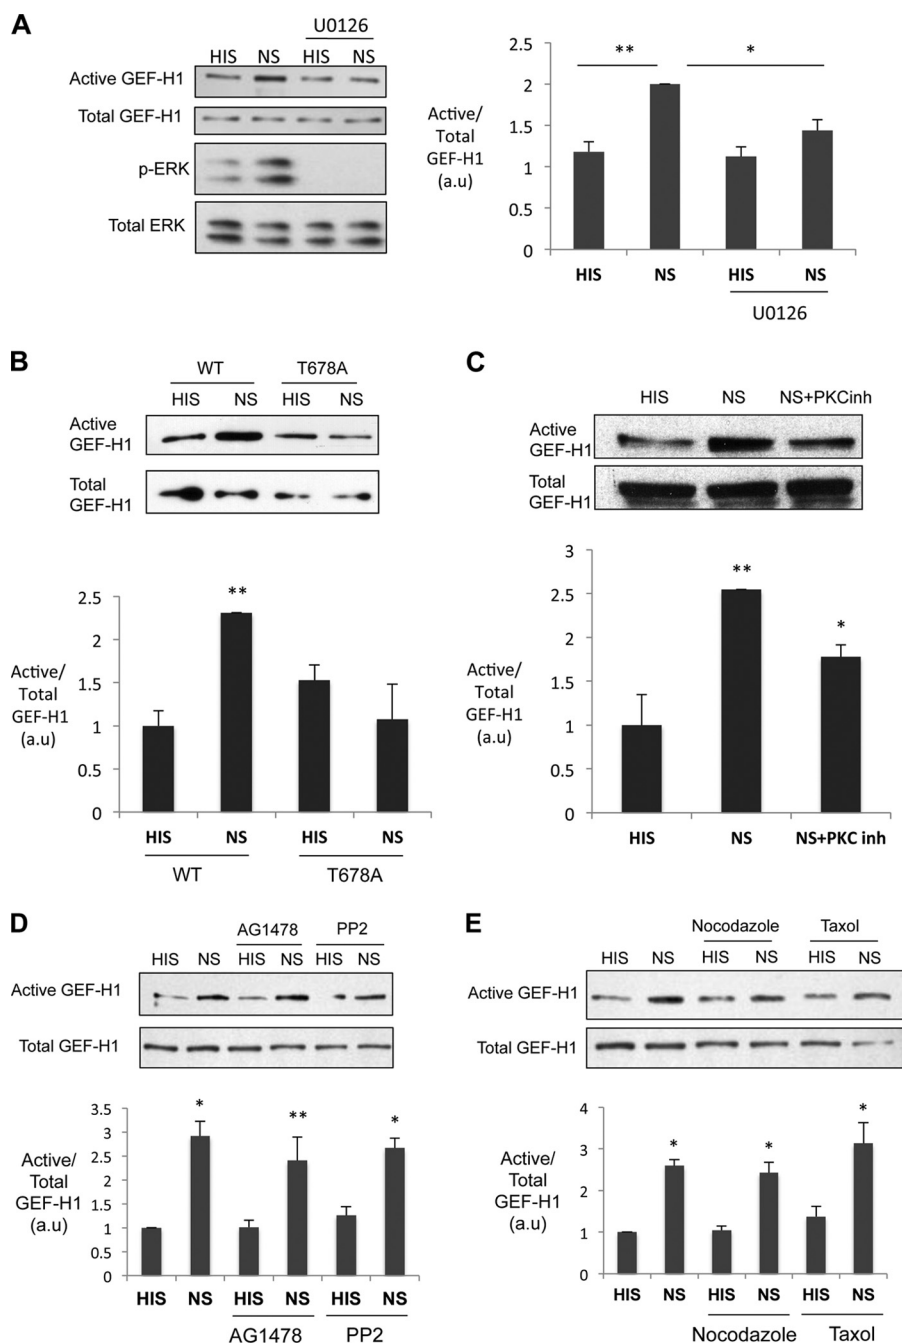 A
U0126
HIS NS HIS NS
Active GEF-H1
Total GEF-H1
p-ERK
Total ERK
Active/
Total
GEF-H1
(a.u)
2.5
2
1.5
1
0.5
0
** *
HIS NS HIS NS
U0126
B
WT T678A
HIS NS HIS NS
Active
GEF-H1
Total
GEF-H1
Active/
Total
GEF-H1
(a.u)
2.5
2
1.5
1
0.5
0
**
HIS NS HIS NS
WT T678A
C
HIS NS NS+PKCinh
Active
GEF-H1
Total
GEF-H1
Active/
Total
GEF-H1
(a.u)
3
2.5
2
1.5
1
0.5
0
**
*
HIS NS NS+PKC inh
D
AG1478 PP2
HIS NS HIS NS HIS NS
Active GEF-H1
Total GEF-H1
Active/
Total
GEF-H1
(a.u)
3.5
3
2.5
2
1.5
1
0.5
0
* ** *
HIS NS HIS NS HIS NS
AG1478 PP2
E
Nocodazole Taxol
HIS NS HIS NS HIS NS
Active GEF-H1
Total GEF-H1
Active/
Total
GEF-H1
(a.u)
4
3
2
1
0
* * *
HIS NS HIS NS HIS NS
Nocodazole Taxol